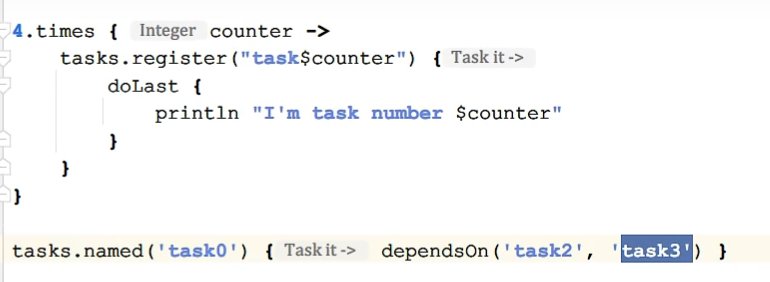 4.times { Integer counter ->
tasks.register("task$counter") { Task it ->
doLast {
println "I'm task number $counter"
}
}
}
tasks.named('task0') { Task it -> dependsOn('task2', 'task3') }